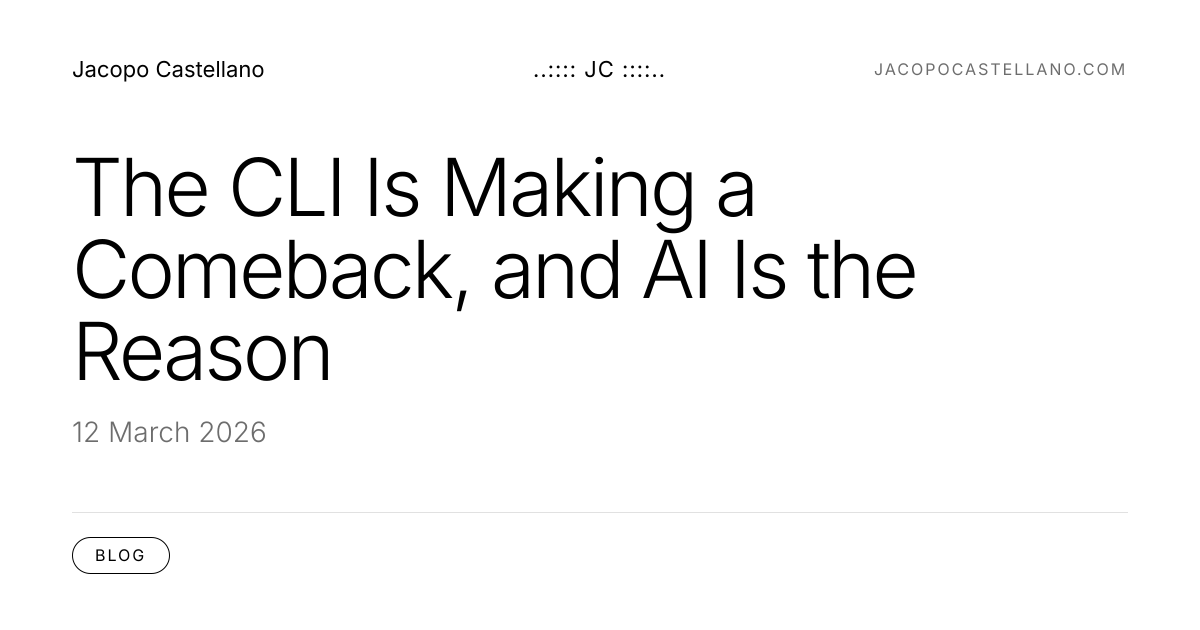 Jacopo Castellano
..:::: JC ::::..
JACOPOCASTELLANO.COM
The CLI Is Making a
Comeback, and AI Is the
Reason
12 March 2026
BLOG